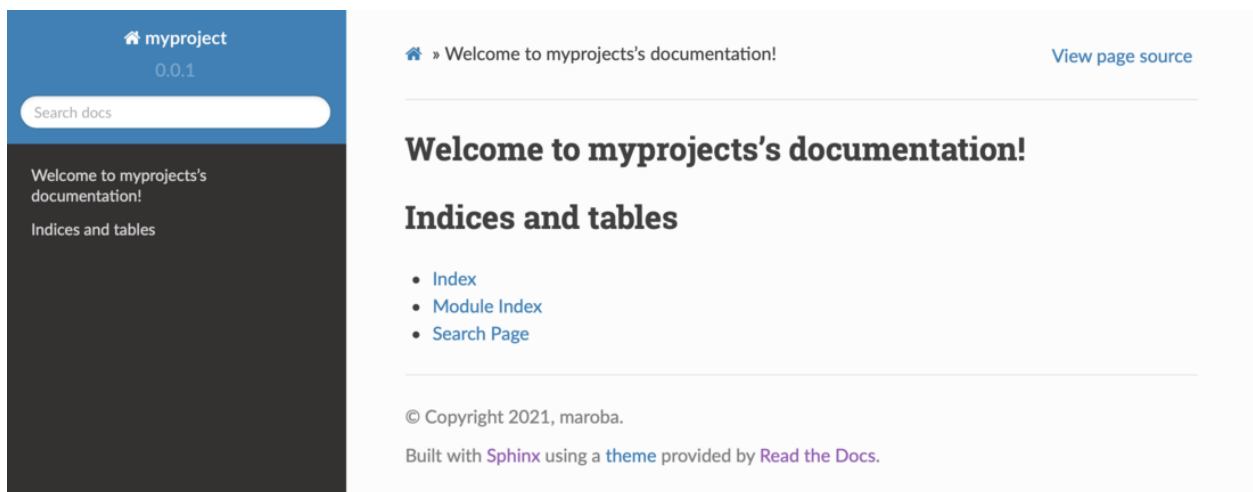 myproject
0.0.1
Search docs
Welcome to myprojects's
documentation!
Indices and tables
» Welcome to myprojects's documentation!
View page source
Welcome to myprojects's documentation!
Indices and tables
• Index
• Module Index
• Search Page
© Copyright 2021, maroba.
Built with Sphinx using a theme provided by Read the Docs.